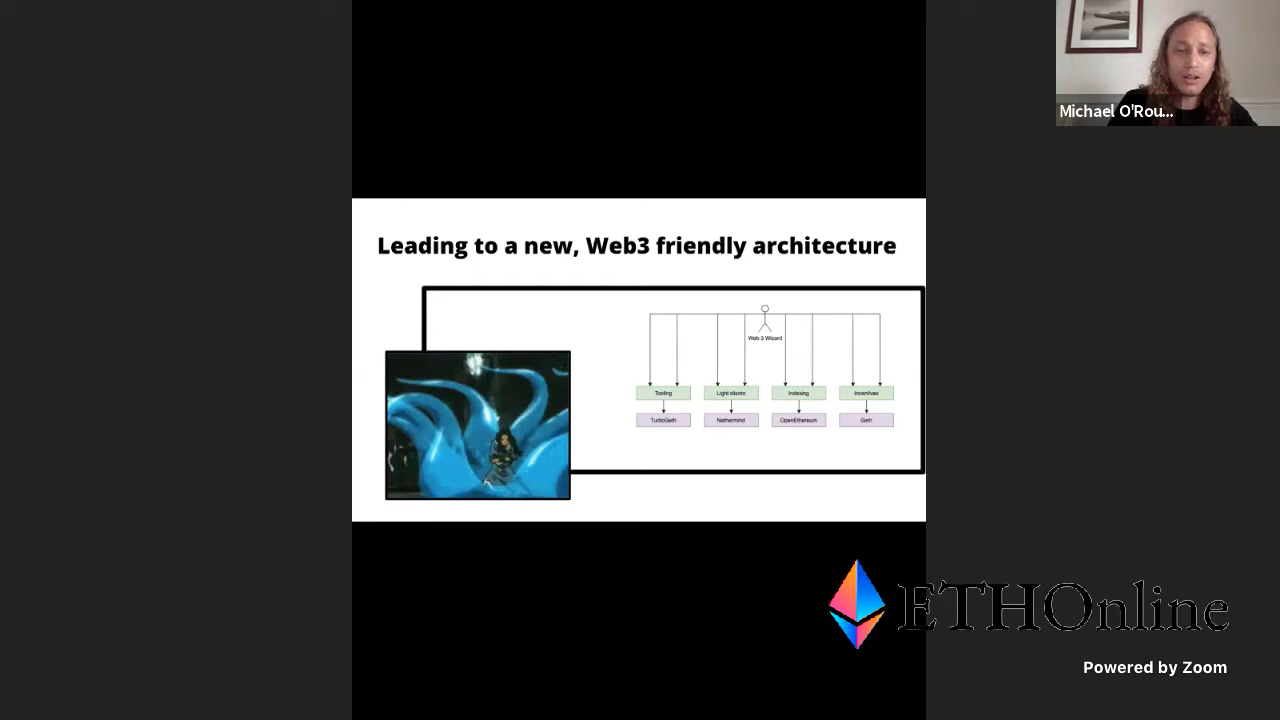 Michael O'Rou...
Leading to a new, Web3 friendly architecture
Web 3 Wizard
Tooling
Light clients
Indexing
Incentives
TurboGeth
Nethermind
OpenEthereum
Geth
ETHOnline
Powered by Zoom